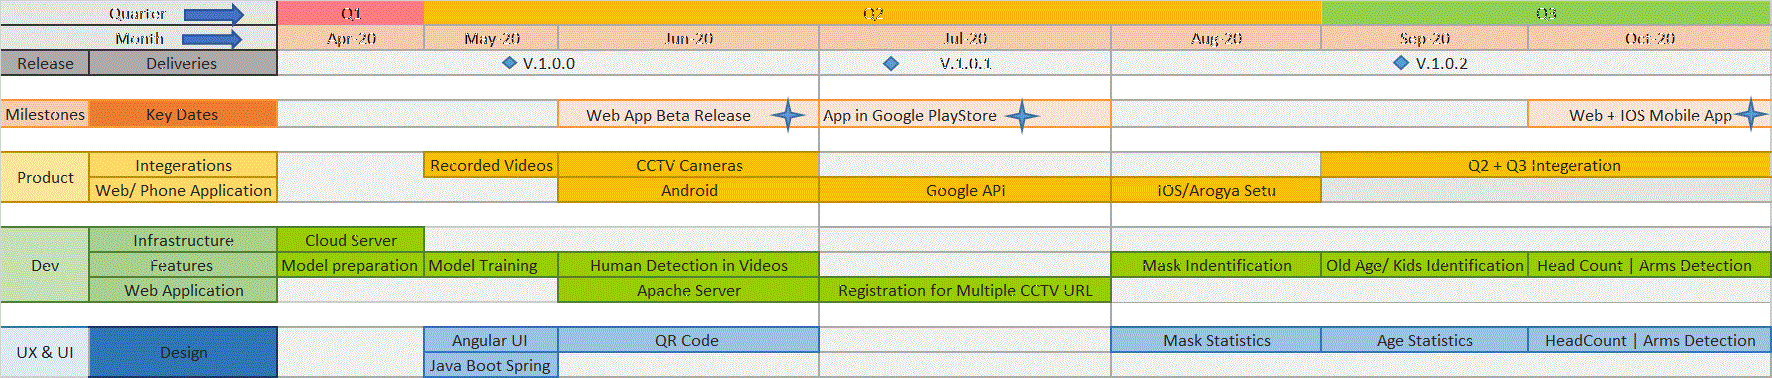 Quarter Q1 Q2 Q3
Month Apr-20 May-20 Jun-20 Jul-20 Aug-20 Sep-20 Oct-20
Release Deliveries V.1.0.0 V.1.0.1 V.1.0.2
Milestones Key Dates Web App Beta Release App in Google PlayStore Web + IOS Mobile App
Product
Integerations Recorded Videos CCTV Cameras Q2 + Q3 Integeration
Web/ Phone Application Android Google APi iOS/Arogya Setu
Dev
Infrastructure Cloud Server
Features Model preparation Model Training Human Detection in Videos Mask Indentification Old Age/ Kids Identification Head Count | Arms Detection
Web Application Apache Server Registration for Multiple CCTV URL
UX & UI Design
Angular UI QR Code Mask Statistics Age Statistics HeadCount | Arms Detection
Java Boot Spring